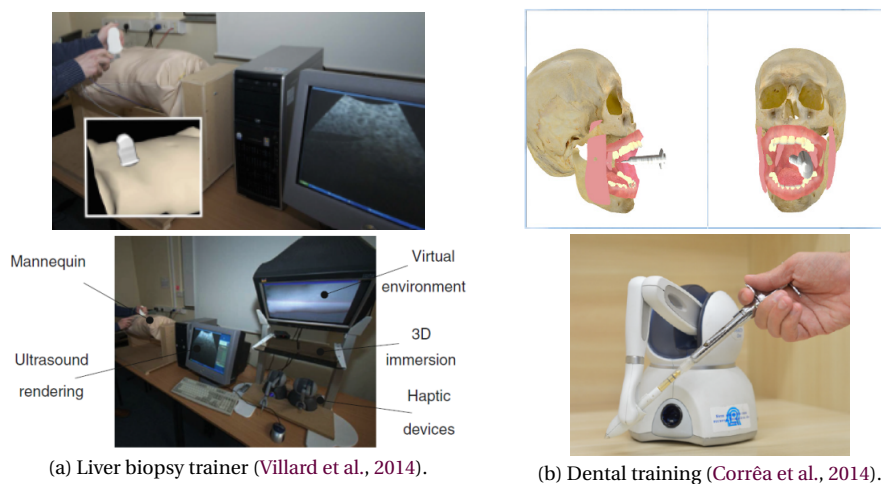 Mannequin
Ultrasound
rendering
Virtual
environment
3D
immersion
Haptic
devices
(a) Liver biopsy trainer (Villard et al., 2014).
(b) Dental training (Corrêa et al., 2014).